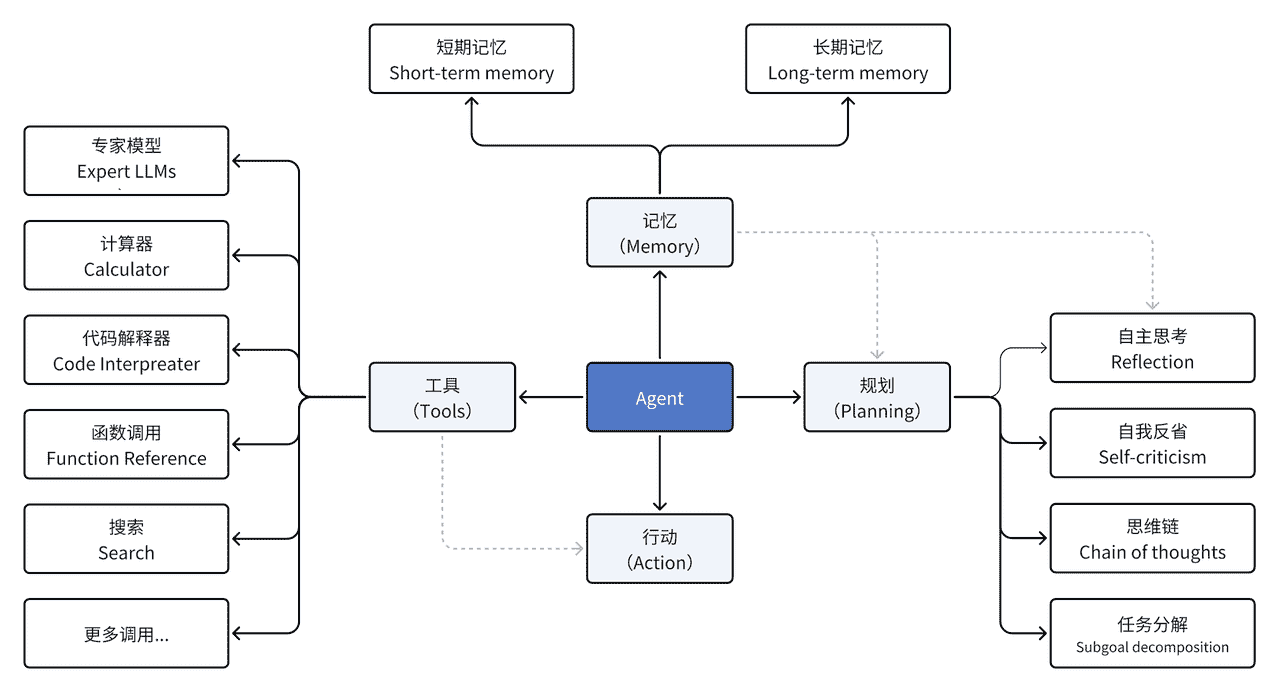 短期记忆
Short-term memory
长期记忆
Long-term memory
专家模型
Expert LLMs
计算器
Calculator
代码解释器
Code Interpreater
函数调用
Function Reference
搜索
Search
更多调用...
记忆
（Memory）
工具
（Tools）
Agent
规划
（Planning）
行动
（Action）
自主思考
Reflection
自我反省
Self-criticism
思维链
Chain of thoughts
任务分解
Subgoal decomposition